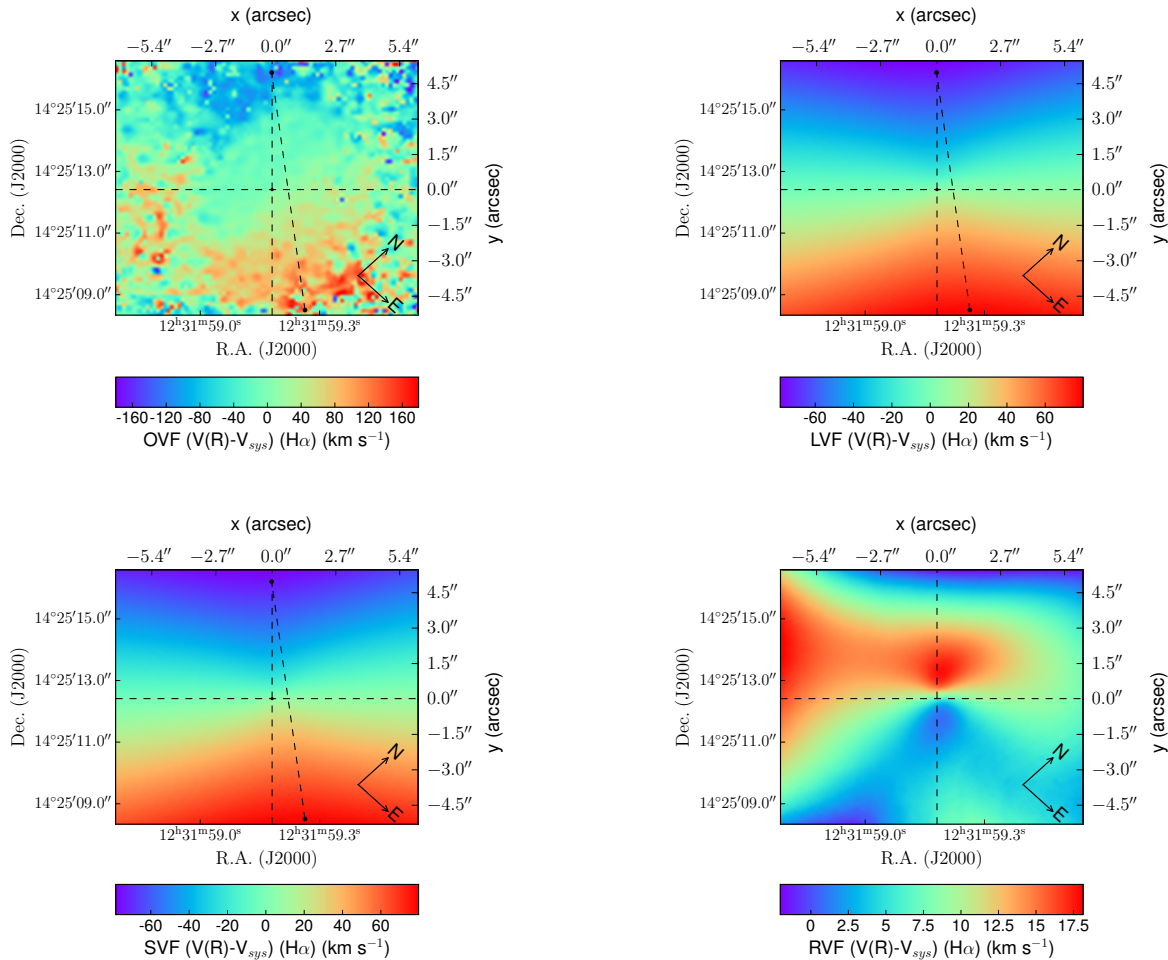 x (arcsec)
−5.4″ −2.7″ 0.0″ 2.7″ 5.4″
14°25′15.0″
14°25′13.0″
14°25′11.0″
14°25′09.0″
Dec. (J2000)
4.5″
3.0″
1.5″
0.0″
−1.5″
−3.0″
−4.5″
y (arcsec)
N
E
12ʰ31ᵐ59.0ˢ 12ʰ31ᵐ59.3ˢ
R.A. (J2000)
-160 -120 -80 -40 0 40 80 120 160
OVF (V(R)-Vsys) (Hα) (km s⁻¹)
x (arcsec)
−5.4″ −2.7″ 0.0″ 2.7″ 5.4″
14°25′15.0″
14°25′13.0″
14°25′11.0″
14°25′09.0″
Dec. (J2000)
4.5″
3.0″
1.5″
0.0″
−1.5″
−3.0″
−4.5″
y (arcsec)
N
E
12ʰ31ᵐ59.0ˢ 12ʰ31ᵐ59.3ˢ
R.A. (J2000)
-60 -40 -20 0 20 40 60
LVF (V(R)-Vsys) (Hα) (km s⁻¹)
x (arcsec)
−5.4″ −2.7″ 0.0″ 2.7″ 5.4″
14°25′15.0″
14°25′13.0″
14°25′11.0″
14°25′09.0″
Dec. (J2000)
4.5″
3.0″
1.5″
0.0″
−1.5″
−3.0″
−4.5″
y (arcsec)
N
E
12ʰ31ᵐ59.0ˢ 12ʰ31ᵐ59.3ˢ
R.A. (J2000)
-60 -40 -20 0 20 40 60
SVF (V(R)-Vsys) (Hα) (km s⁻¹)
x (arcsec)
−5.4″ −2.7″ 0.0″ 2.7″ 5.4″
14°25′15.0″
14°25′13.0″
14°25′11.0″
14°25′09.0″
Dec. (J2000)
4.5″
3.0″
1.5″
0.0″
−1.5″
−3.0″
−4.5″
y (arcsec)
N
E
12ʰ31ᵐ59.0ˢ 12ʰ31ᵐ59.3ˢ
R.A. (J2000)
0 2.5 5 7.5 10 12.5 15 17.5
RVF (V(R)-Vsys) (Hα) (km s⁻¹)